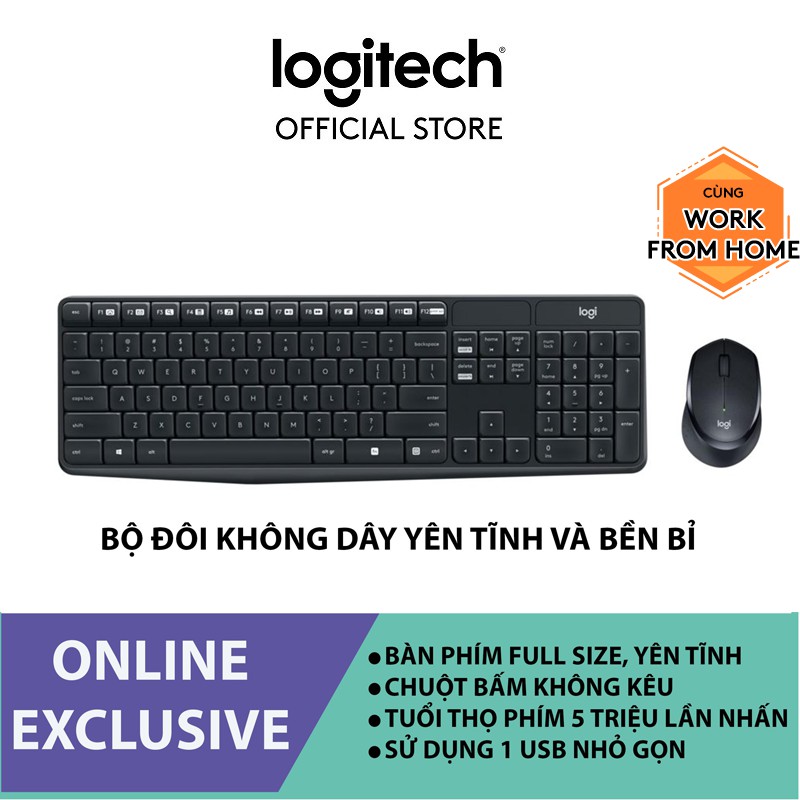 logitech
OFFICIAL STORE
CÙNG
WORK
FROM HOME
logi
logi
BỘ ĐÔI KHÔNG DÂY YÊN TĨNH VÀ BỀN BỈ
ONLINE
EXCLUSIVE
• BÀN PHÍM FULL SIZE, YÊN TĨNH
• CHUỘT BẤM KHÔNG KÊU
• TUỔI THỌ PHÍM 5 TRIỆU LẦN NHẤN
• SỬ DỤNG 1 USB NHỎ GỌN